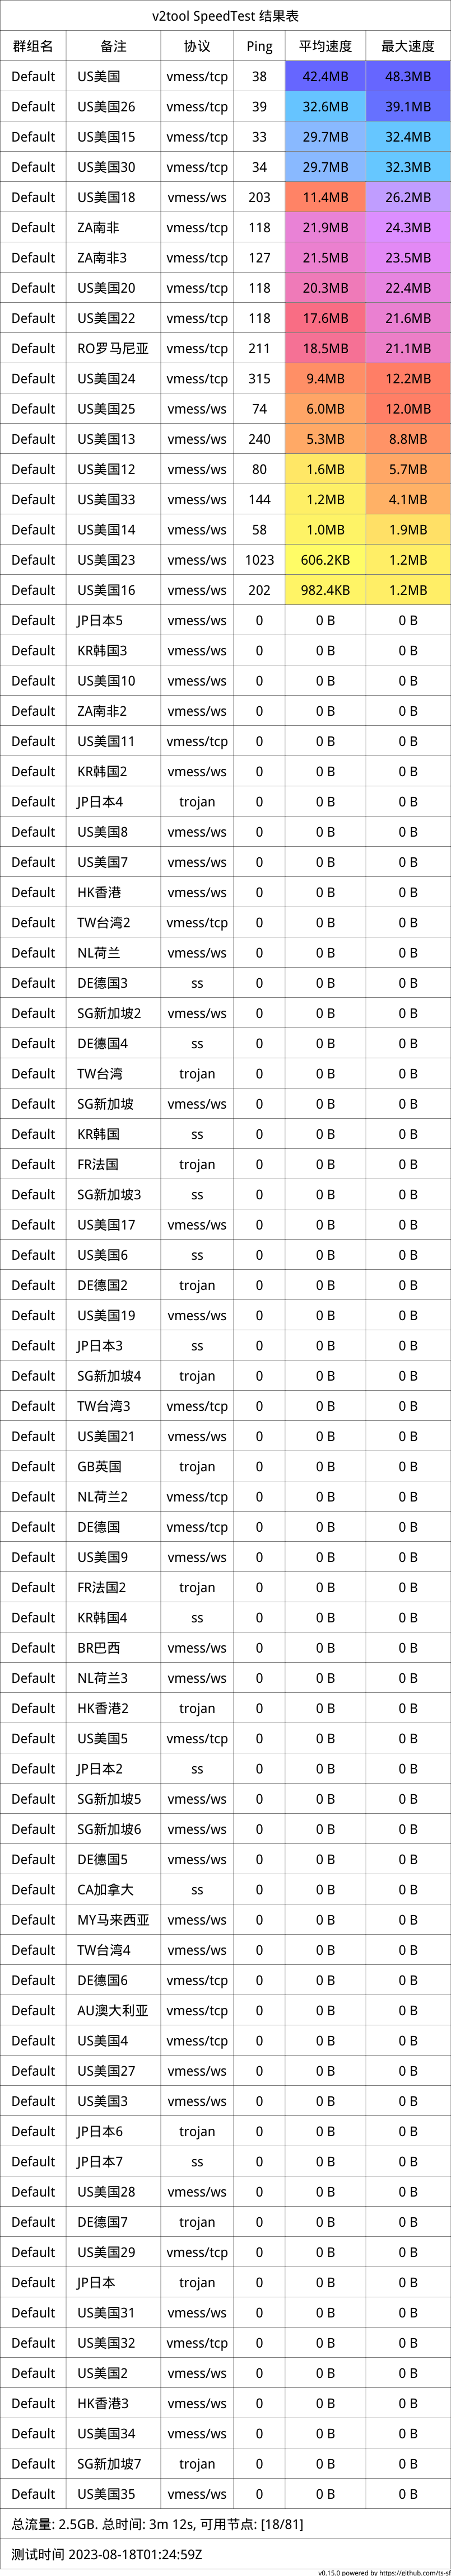 v2tool SpeedTest 结果表
群组名 备注 协议 Ping 平均速度 最大速度
Default US美国 vmess/tcp 38 42.4MB 48.3MB
Default US美国26 vmess/tcp 39 32.6MB 39.1MB
Default US美国15 vmess/tcp 33 29.7MB 32.4MB
Default US美国30 vmess/tcp 34 29.7MB 32.3MB
Default US美国18 vmess/ws 203 11.4MB 26.2MB
Default ZA南非 vmess/tcp 118 21.9MB 24.3MB
Default ZA南非3 vmess/tcp 127 21.5MB 23.5MB
Default US美国20 vmess/tcp 118 20.3MB 22.4MB
Default US美国22 vmess/tcp 118 17.6MB 21.6MB
Default RO罗马尼亚 vmess/tcp 211 18.5MB 21.1MB
Default US美国24 vmess/tcp 315 9.4MB 12.2MB
Default US美国25 vmess/ws 74 6.0MB 12.0MB
Default US美国13 vmess/ws 240 5.3MB 8.8MB
Default US美国12 vmess/ws 80 1.6MB 5.7MB
Default US美国33 vmess/ws 144 1.2MB 4.1MB
Default US美国14 vmess/ws 58 1.0MB 1.9MB
Default US美国23 vmess/ws 1023 606.2KB 1.2MB
Default US美国16 vmess/ws 202 982.4KB 1.2MB
Default JP日本5 vmess/ws 0 0 B 0 B
Default KR韩国3 vmess/ws 0 0 B 0 B
Default US美国10 vmess/ws 0 0 B 0 B
Default ZA南非2 vmess/ws 0 0 B 0 B
Default US美国11 vmess/tcp 0 0 B 0 B
Default KR韩国2 vmess/ws 0 0 B 0 B
Default JP日本4 trojan 0 0 B 0 B
Default US美国8 vmess/ws 0 0 B 0 B
Default US美国7 vmess/ws 0 0 B 0 B
Default HK香港 vmess/ws 0 0 B 0 B
Default TW台湾2 vmess/tcp 0 0 B 0 B
Default NL荷兰 vmess/ws 0 0 B 0 B
Default DE德国3 ss 0 0 B 0 B
Default SG新加坡2 vmess/ws 0 0 B 0 B
Default DE德国4 ss 0 0 B 0 B
Default TW台湾 trojan 0 0 B 0 B
Default SG新加坡 vmess/ws 0 0 B 0 B
Default KR韩国 ss 0 0 B 0 B
Default FR法国 trojan 0 0 B 0 B
Default SG新加坡3 ss 0 0 B 0 B
Default US美国17 vmess/ws 0 0 B 0 B
Default US美国6 ss 0 0 B 0 B
Default DE德国2 trojan 0 0 B 0 B
Default US美国19 vmess/ws 0 0 B 0 B
Default JP日本3 ss 0 0 B 0 B
Default SG新加坡4 trojan 0 0 B 0 B
Default TW台湾3 vmess/tcp 0 0 B 0 B
Default US美国21 vmess/ws 0 0 B 0 B
Default GB英国 trojan 0 0 B 0 B
Default NL荷兰2 vmess/tcp 0 0 B 0 B
Default DE德国 vmess/tcp 0 0 B 0 B
Default US美国9 vmess/ws 0 0 B 0 B
Default FR法国2 trojan 0 0 B 0 B
Default KR韩国4 ss 0 0 B 0 B
Default BR巴西 vmess/ws 0 0 B 0 B
Default NL荷兰3 vmess/ws 0 0 B 0 B
Default HK香港2 trojan 0 0 B 0 B
Default US美国5 vmess/tcp 0 0 B 0 B
Default JP日本2 ss 0 0 B 0 B
Default SG新加坡5 vmess/ws 0 0 B 0 B
Default SG新加坡6 vmess/ws 0 0 B 0 B
Default DE德国5 vmess/ws 0 0 B 0 B
Default CA加拿大 ss 0 0 B 0 B
Default MY马来西亚 vmess/ws 0 0 B 0 B
Default TW台湾4 vmess/ws 0 0 B 0 B
Default DE德国6 vmess/tcp 0 0 B 0 B
Default AU澳大利亚 vmess/tcp 0 0 B 0 B
Default US美国4 vmess/tcp 0 0 B 0 B
Default US美国27 vmess/ws 0 0 B 0 B
Default US美国3 vmess/ws 0 0 B 0 B
Default JP日本6 trojan 0 0 B 0 B
Default JP日本7 ss 0 0 B 0 B
Default US美国28 vmess/ws 0 0 B 0 B
Default DE德国7 trojan 0 0 B 0 B
Default US美国29 vmess/tcp 0 0 B 0 B
Default JP日本 trojan 0 0 B 0 B
Default US美国31 vmess/ws 0 0 B 0 B
Default US美国32 vmess/tcp 0 0 B 0 B
Default US美国2 vmess/ws 0 0 B 0 B
Default HK香港3 vmess/ws 0 0 B 0 B
Default US美国34 vmess/ws 0 0 B 0 B
Default SG新加坡7 trojan 0 0 B 0 B
Default US美国35 vmess/ws 0 0 B 0 B
总流量: 2.5GB. 总时间: 3m 12s, 可用节点: [18/81]
测试时间 2023-08-18T01:24:59Z
v0.15.0 powered by https://github.com/ts-sf